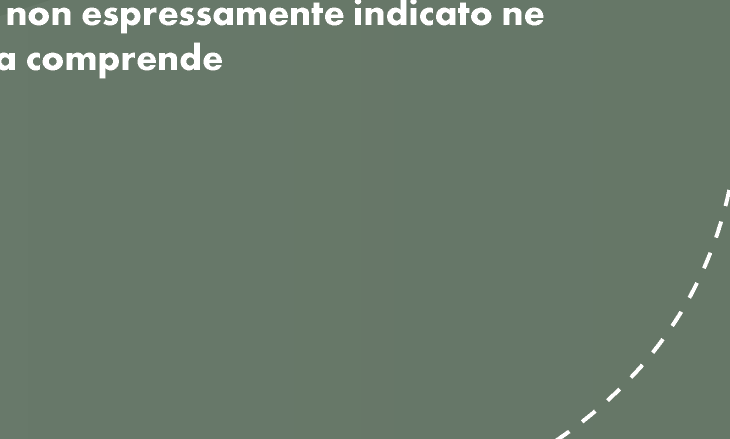 non espressamente indicato ne
a comprende